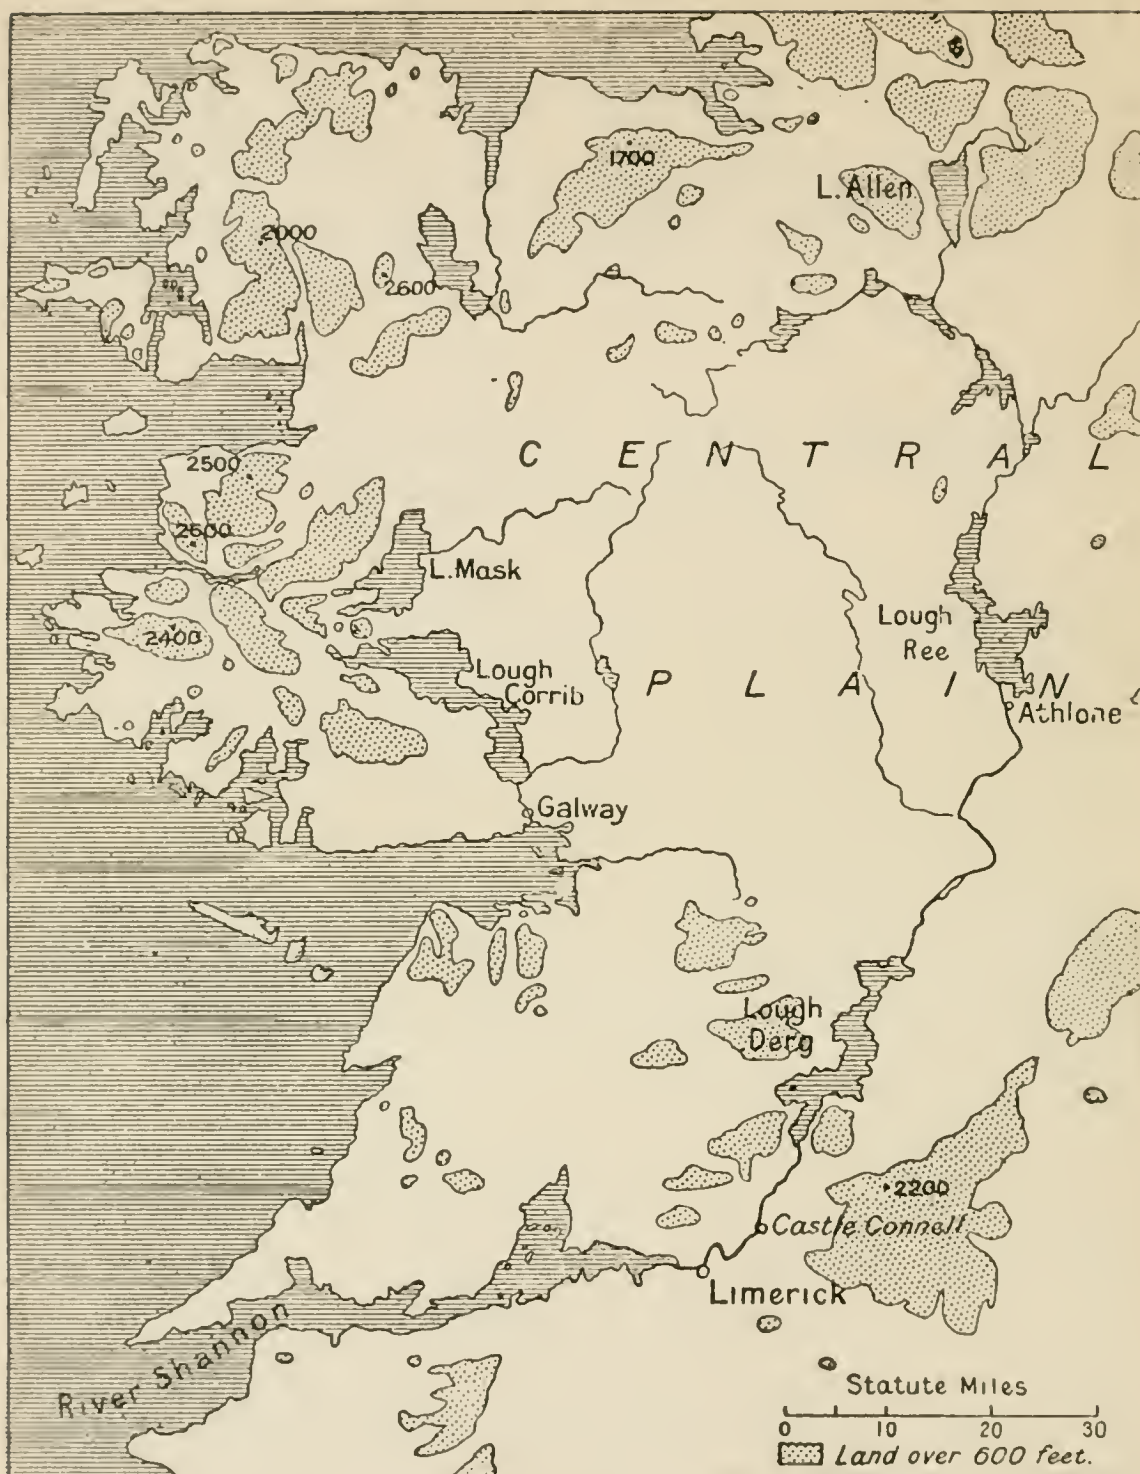 1700
L. Allen
2000
2600
C E N T R A L
2500
2600
L. Mask
2400
Lough
Ree
Lough
Corrib
P L A I N
Athlone
Galway
Lough
Derg
2200
Castle Connell
Limerick
River Shannon
Statute Miles
0 10 20 30
Land over 600 feet.